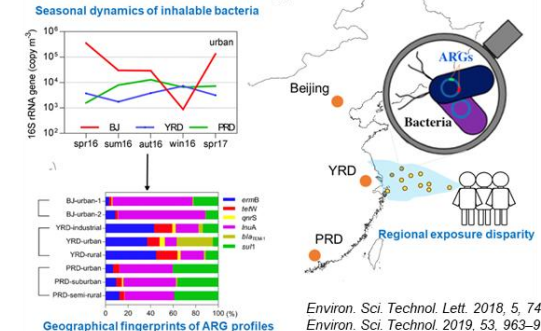 Seasonal dynamics of inhalable bacteria
16S rRNA gene (copy m⁻³)
10⁶
10⁵
10⁴
10³
10²
urban
BJ
YRD
PRD
spr16
sum16
aut16
win16
spr17
BJ-urban-1
BJ-urban-2
YRD-industrial
YRD-urban
YRD-rural
PRD-urban
PRD-suburban
PRD-semi-rural
0
20
40
60
80
100 (%)
ermB
tetW
qnrS
lnuA
blaTEM-1
sul1
Geographical fingerprints of ARG profiles
Beijing
YRD
PRD
ARGs
Bacteria
Regional exposure disparity
Environ. Sci. Technol. Lett. 2018, 5, 74
Environ. Sci. Technol. 2019, 53, 963–9